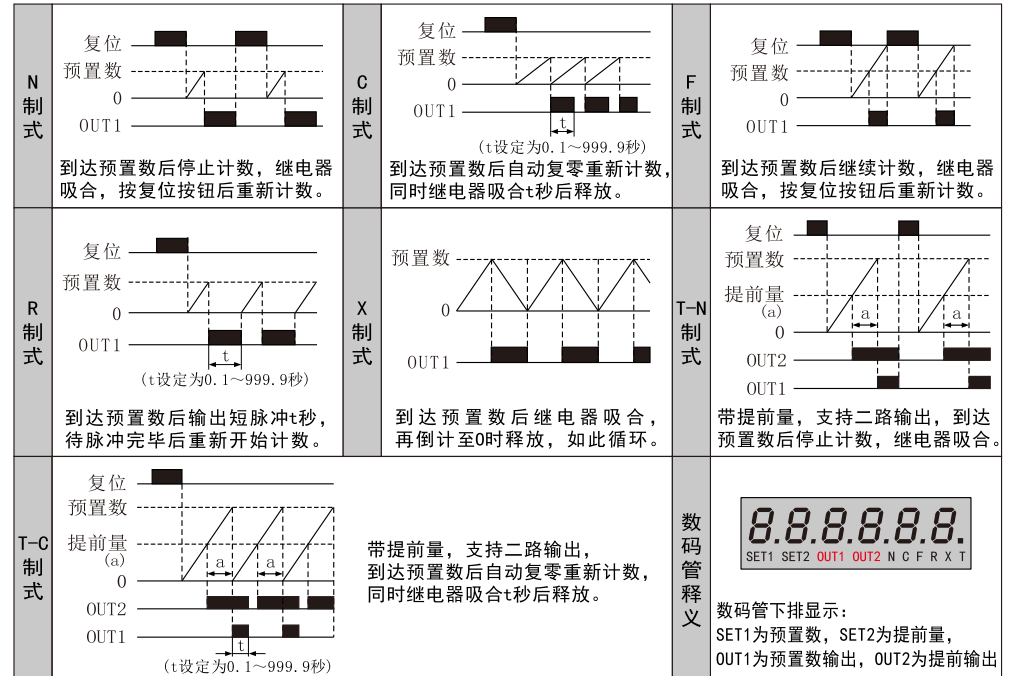 N
制
式
复位
预置数
0
OUT1
到达预置数后停止计数，继电器
吸合，按复位按钮后重新计数。
C
制
式
复位
预置数
0
OUT1
t
(t设定为0.1～999.9秒)
到达预置数后自动复零重新计数，
同时继电器吸合t秒后释放。
F
制
式
复位
预置数
0
OUT1
到达预置数后继续计数，继电器
吸合，按复位按钮后重新计数。
R
制
式
复位
预置数
0
OUT1
t
(t设定为0.1～999.9秒)
到达预置数后输出短脉冲t秒，
待脉冲完毕后重新开始计数。
X
制
式
预置数
0
OUT1
到达预置数后继电器吸合，
再倒计至0时释放，如此循环。
T-N
制
式
复位
预置数
提前量
(a)
a
a
0
OUT2
OUT1
带提前量，支持二路输出，到达
预置数后停止计数，继电器吸合。
T-C
制
式
复位
预置数
提前量
(a)
a
a
0
OUT2
OUT1
t
(t设定为0.1～999.9秒)
带提前量，支持二路输出，
到达预置数后自动复零重新计数，
同时继电器吸合t秒后释放。
数
码
管
释
义
8.8.8.8.8.8.
SET1 SET2 OUT1 OUT2 N C F R X T
数码管下排显示：
SET1为预置数，SET2为提前量，
OUT1为预置数输出，OUT2为提前输出